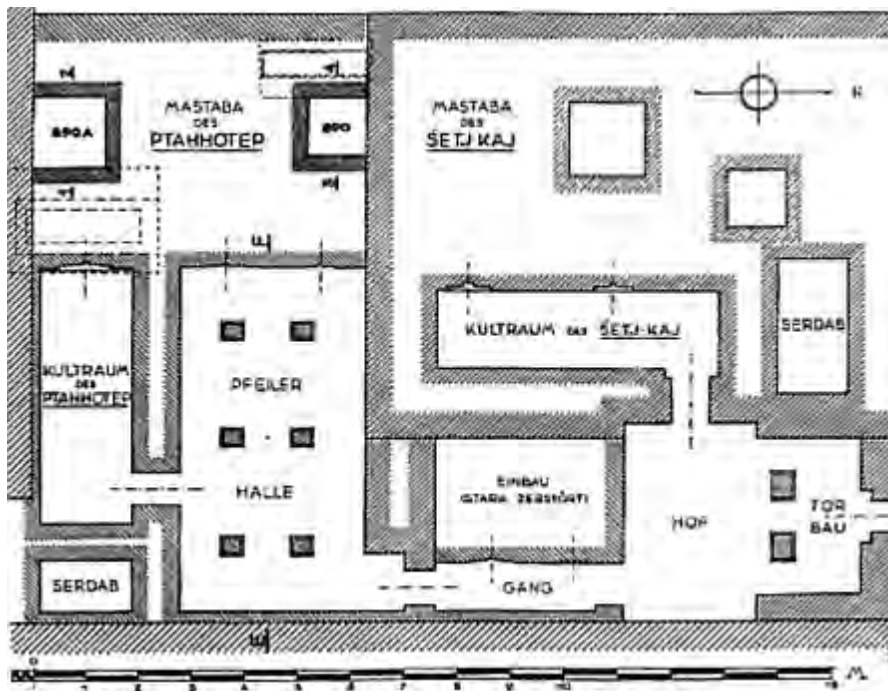 MASTABA
DES
PTAHHOTEP
MASTABA
DES
SETJ KAJ
N
KULTRAUM DES SETJ-KAJ
SERDAB
KULTRAUM
DES
PTAHHOTEP
PFEILER
HALLE
EINBAU
(STARK ZERSTÖRT)
HOF
TOR
BAU
SERDAB
GANG
0
M.